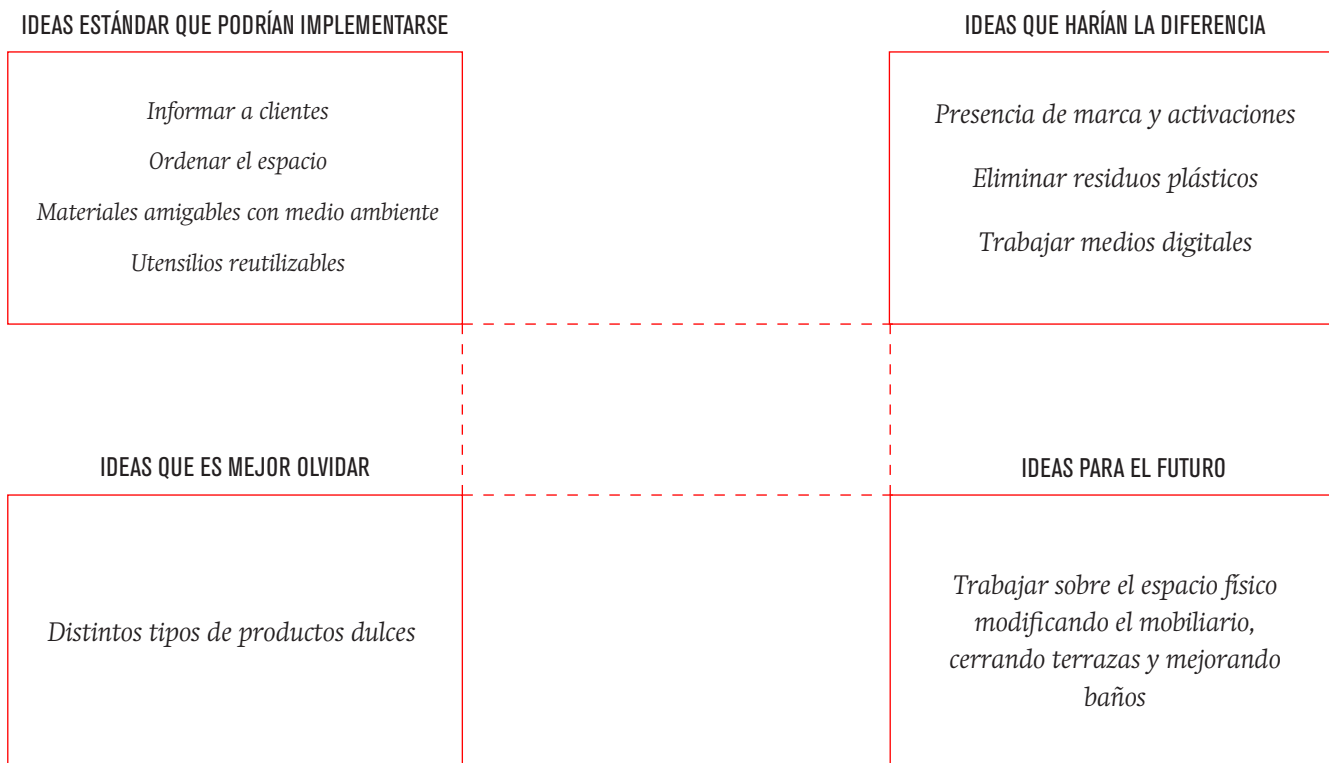 IDEAS ESTÁNDAR QUE PODRÍAN IMPLEMENTARSE
Informar a clientes
Ordenar el espacio
Materiales amigables con medio ambiente
Utensilios reutilizables
IDEAS QUE HARÍAN LA DIFERENCIA
Presencia de marca y activaciones
Eliminar residuos plásticos
Trabajar medios digitales
IDEAS QUE ES MEJOR OLVIDAR
Distintos tipos de productos dulces
IDEAS PARA EL FUTURO
Trabajar sobre el espacio físico
modificando el mobiliario,
cerrando terrazas y mejorando
baños